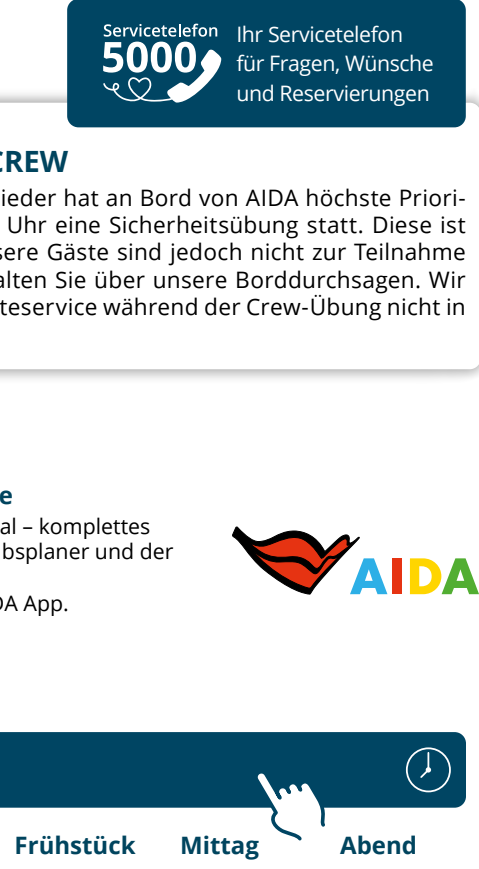 Servicetelefon
5000
Ihr Servicetelefon
für Fragen, Wünsche
und Reservierungen
CREW
ieder hat an Bord von AIDA höchste Priori-
Uhr eine Sicherheitsübung statt. Diese ist
sere Gäste sind jedoch nicht zur Teilnahme
alten Sie über unsere Borddurchsagen. Wir
teservice während der Crew-Übung nicht in
e
al – komplettes
bsplaner und der
DA App.
AIDA
Frühstück Mittag Abend